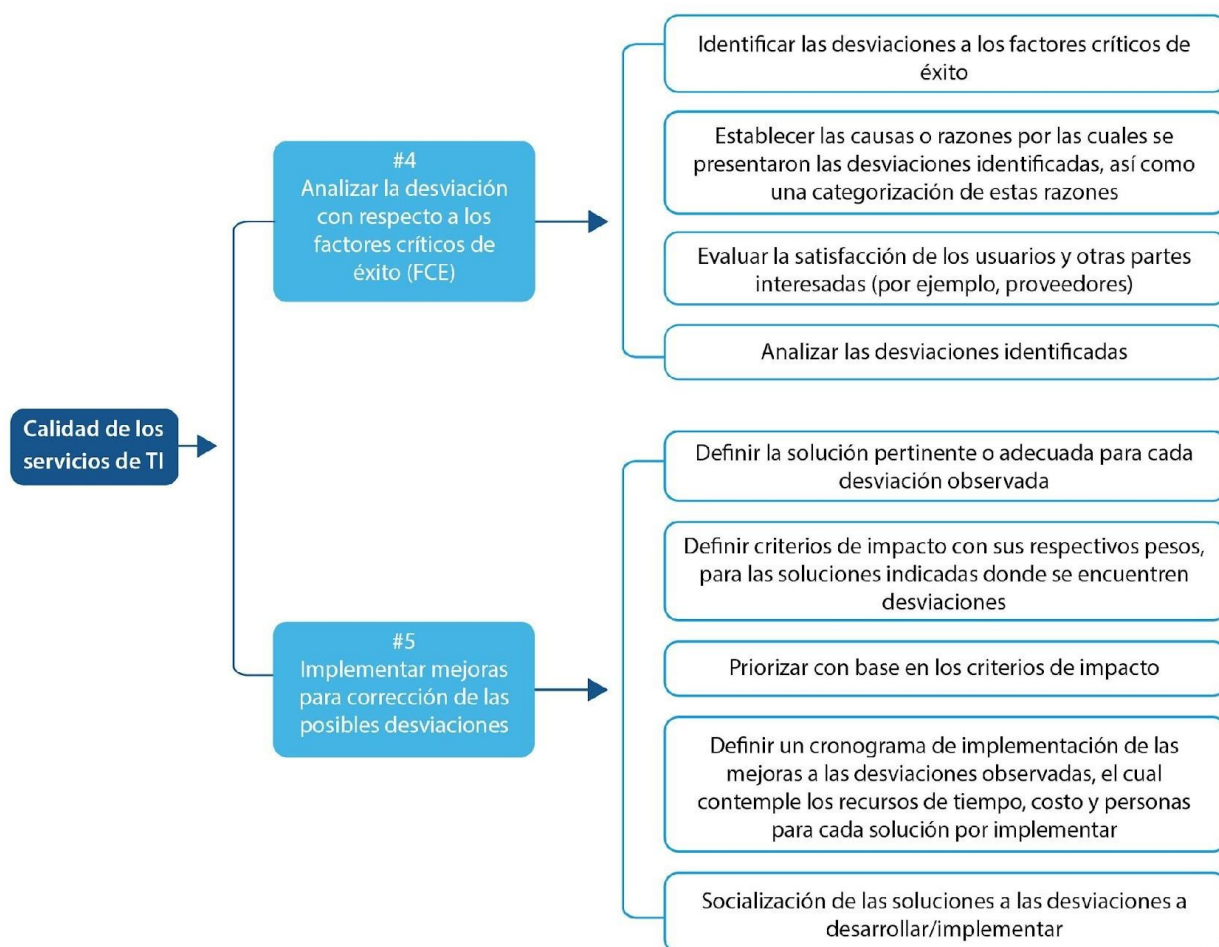 Calidad de los
servicios de TI
#4
Analizar la desviación
con respecto a los
factores críticos de
éxito (FCE)
Identificar las desviaciones a los factores críticos de
éxito
Establecer las causas o razones por las cuales se
presentaron las desviaciones identificadas, así como
una categorización de estas razones
Evaluar la satisfacción de los usuarios y otras partes
interesadas (por ejemplo, proveedores)
Analizar las desviaciones identificadas
#5
Implementar mejoras
para corrección de las
posibles desviaciones
Definir la solución pertinente o adecuada para cada
desviación observada
Definir criterios de impacto con sus respectivos pesos,
para las soluciones indicadas donde se encuentren
desviaciones
Priorizar con base en los criterios de impacto
Definir un cronograma de implementación de las
mejoras a las desviaciones observadas, el cual
contemple los recursos de tiempo, costo y personas
para cada solución por implementar
Socialización de las soluciones a las desviaciones a
desarrollar/implementar